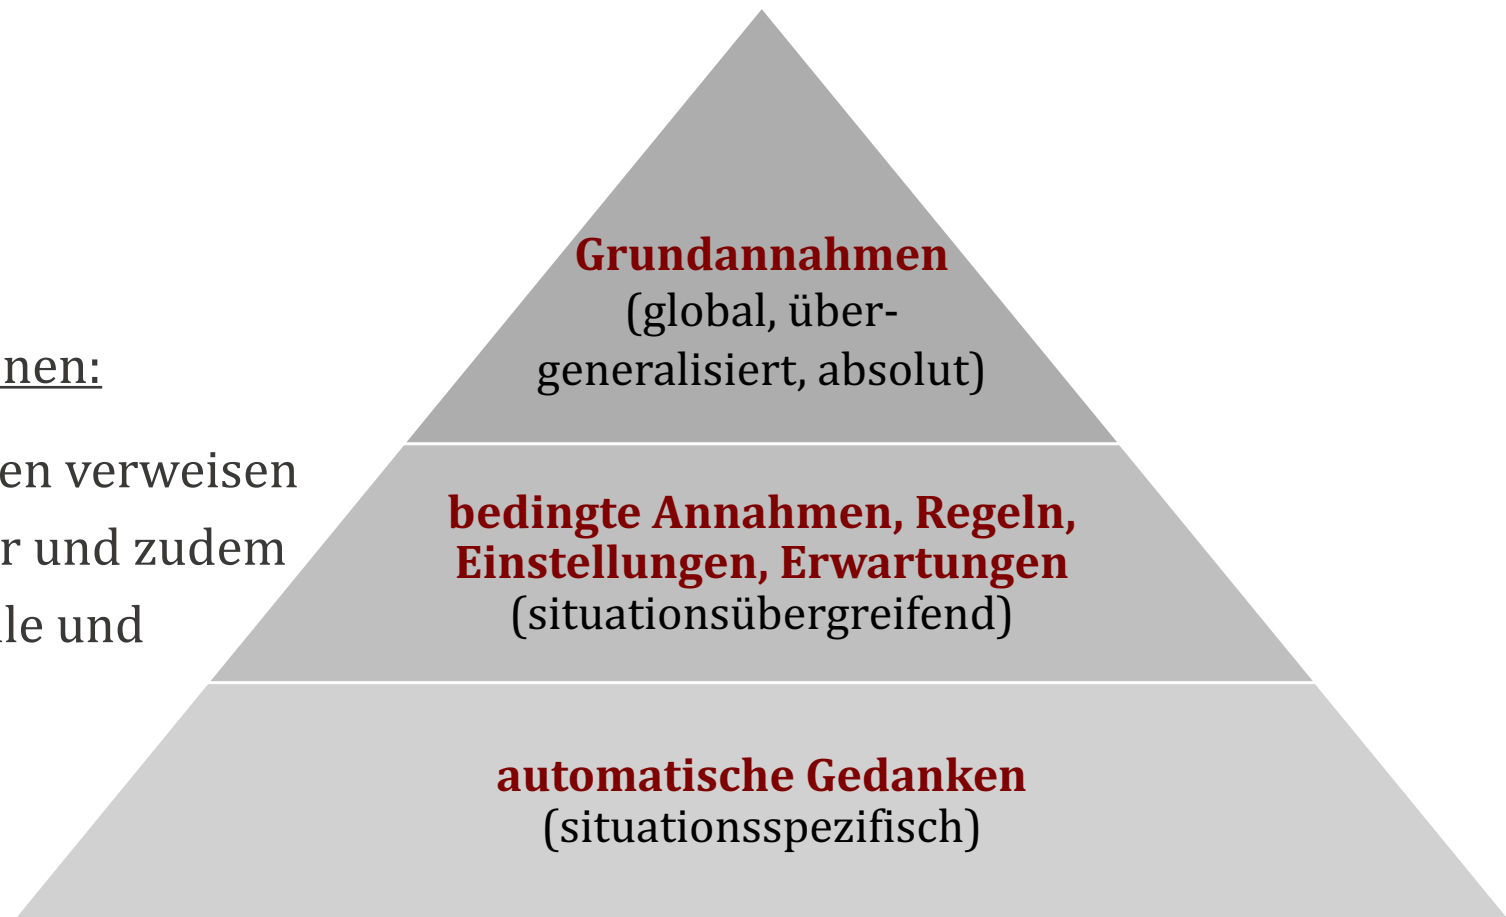 Grundannahmen
(global, über-
generalisiert, absolut)
nen:
en verweisen
r und zudem
le und
bedingte Annahmen, Regeln,
Einstellungen, Erwartungen
(situationsübergreifend)
automatische Gedanken
(situationsspezifisch)